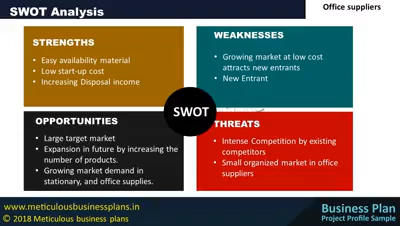 SWOT Analysis
Office suppliers
STRENGTHS
• Easy availability material
• Low start-up cost
• Increasing Disposal income
WEAKNESSES
• Growing market at low cost
attracts new entrants
• New Entrant
SWOT
OPPORTUNITIES
• Large target market
• Expansion in future by increasing
the number of products.
• Growing market demand in
stationary, and office supplies.
THREATS
• Intense Competition by existing
competitors
• Small organized market in office
suppliers
www.meticulousbusinessplans.in
© 2018 Meticulous business plans
Business Plan
Project Profile Sample